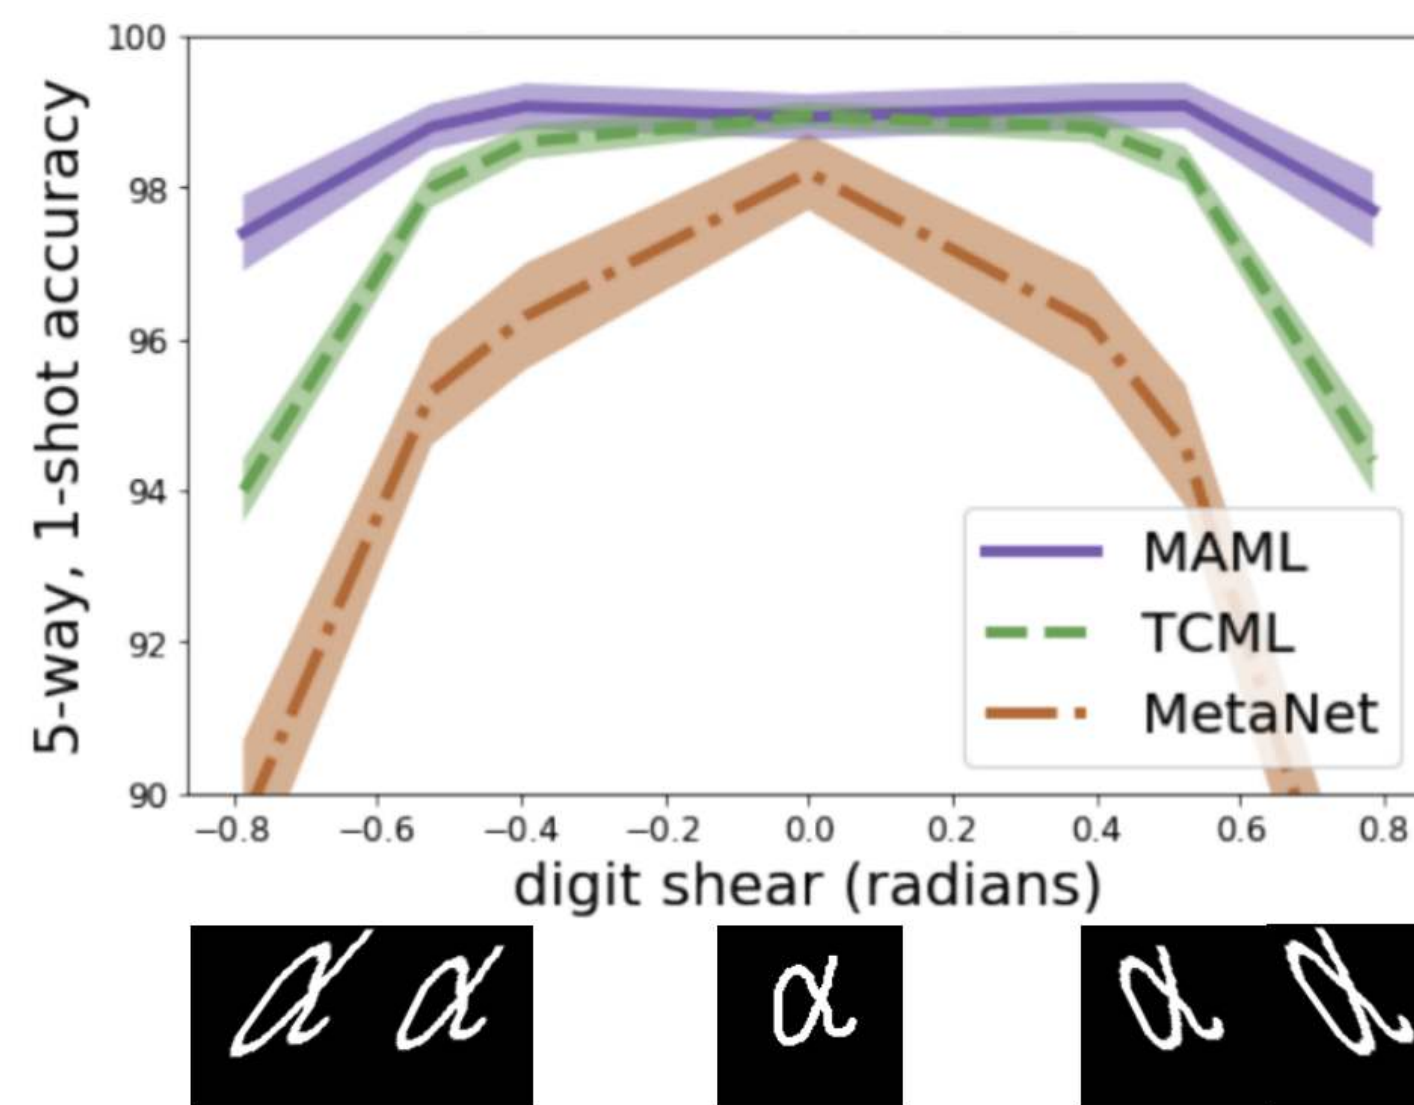 100
98
96
94
92
90
5-way, 1-shot accuracy
MAML
TCML
MetaNet
−0.8 −0.6 −0.4 −0.2 0.0 0.2 0.4 0.6 0.8
digit shear (radians)
α α α α α